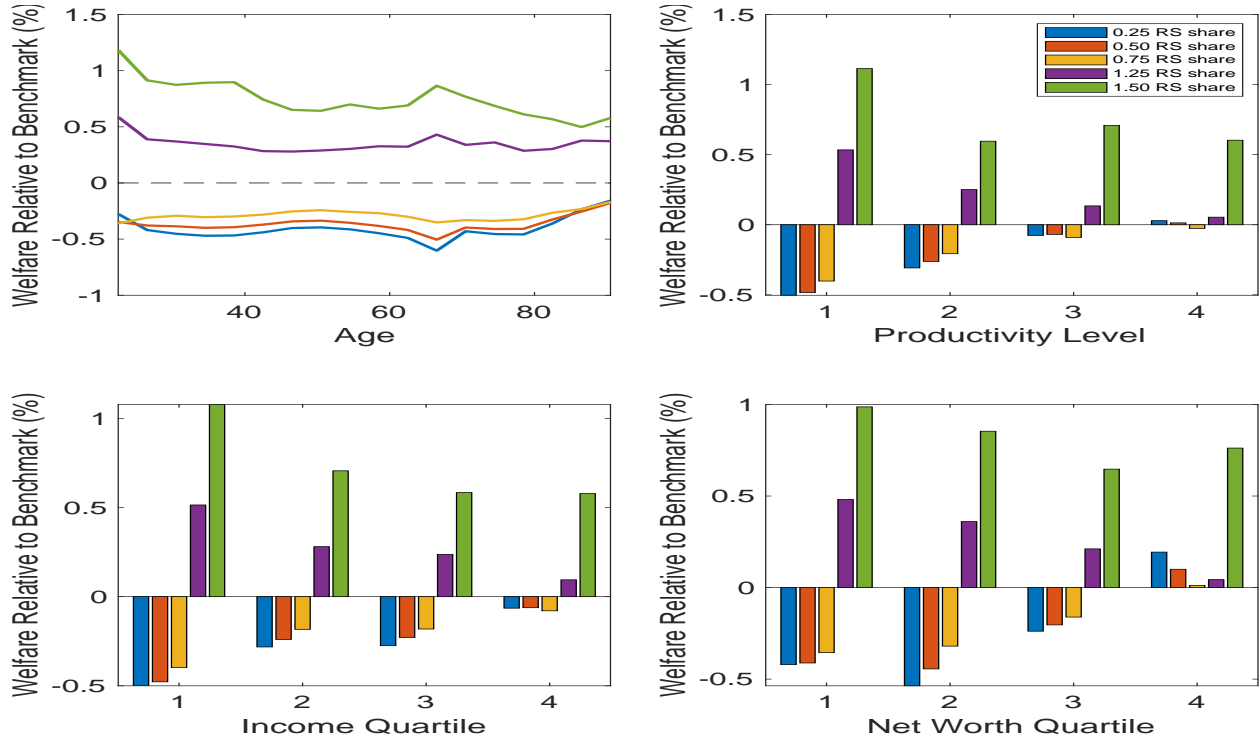 Welfare Relative to Benchmark (%)
1.5
1
0.5
0
-0.5
-1
40
60
80
Age
Welfare Relative to Benchmark (%)
1.5
1
0.5
0
-0.5
1
2
3
4
Productivity Level
0.25 RS share
0.50 RS share
0.75 RS share
1.25 RS share
1.50 RS share
Welfare Relative to Benchmark (%)
1
0.5
0
-0.5
1
2
3
4
Income Quartile
Welfare Relative to Benchmark (%)
1
0.5
0
-0.5
1
2
3
4
Net Worth Quartile